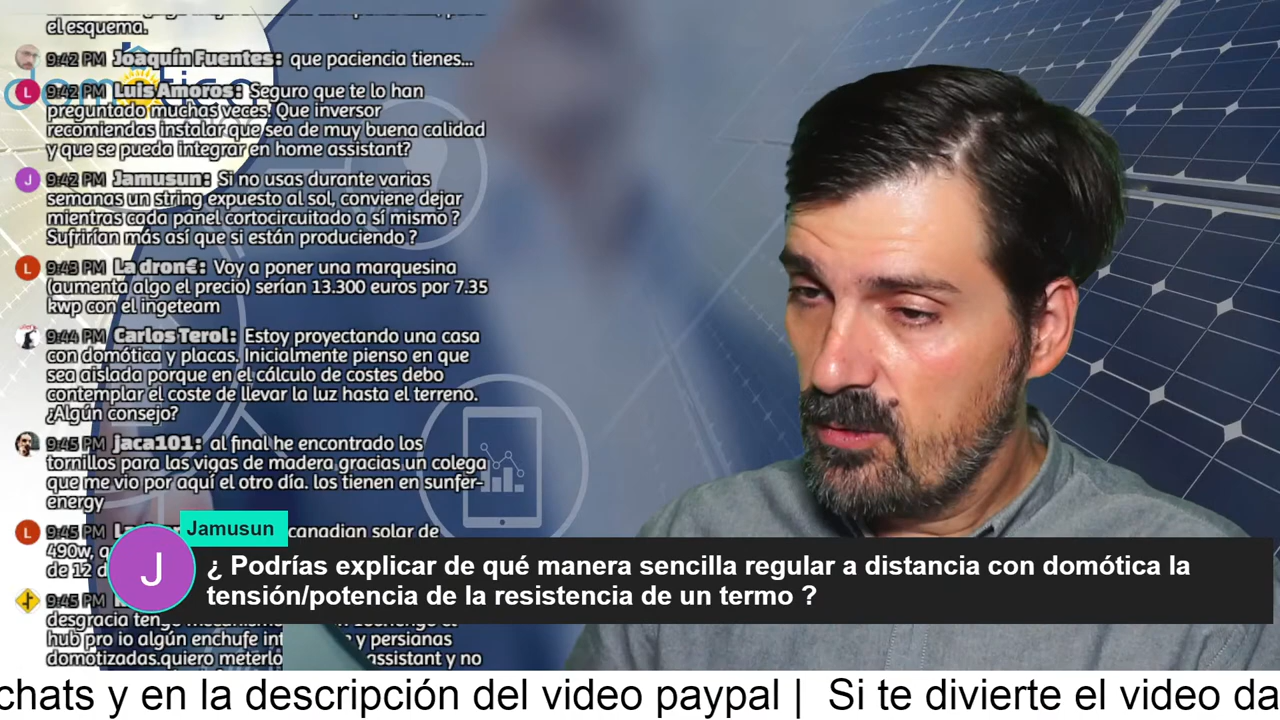 el esquema.
9:42 PM Joaquín Fuentes: que paciencia tienes...
L 9:42 PM Luis Amoros: Seguro que te lo han
preguntado muchas veces! Que inversor
recomiendas instalar que sea de muy buena calidad
y que se pueda integrar en home assistant?
J 9:42 PM Jamusun: Si no usas durante varias
semanas un string expuesto al sol, conviene dejar
mientras cada panel cortocircuitado a sí mismo ?
Sufrirían más así que si están produciendo ?
L 9:43 PM La dron€: Voy a poner una marquesina
(aumenta algo el precio) serían 13.300 euros por 7.35
kwp con el ingeteam
9:44 PM Carlos Terol: Estoy proyectando una casa
con domótica y placas. Inicialmente pienso en que
sea aislada porque en el cálculo de costes debo
contemplar el coste de llevar la luz hasta el terreno.
¿Algún consejo?
9:45 PM jaca101: al final he encontrado los
tornillos para las vigas de madera gracias un colega
que me vio por aquí el otro día. los tienen en sunfer-
energy
L 9:45 PM canadian solar de
490w,
de 12
Jamusun
J
¿ Podrías explicar de qué manera sencilla regular a distancia con domótica la
tensión/potencia de la resistencia de un termo ?
9:45 PM
desgracia
hub pro io algún enchufe y persianas
domotizadas.quiero meterlo assistant y no
chats y en la descripción del video paypal | Si te divierte el video da